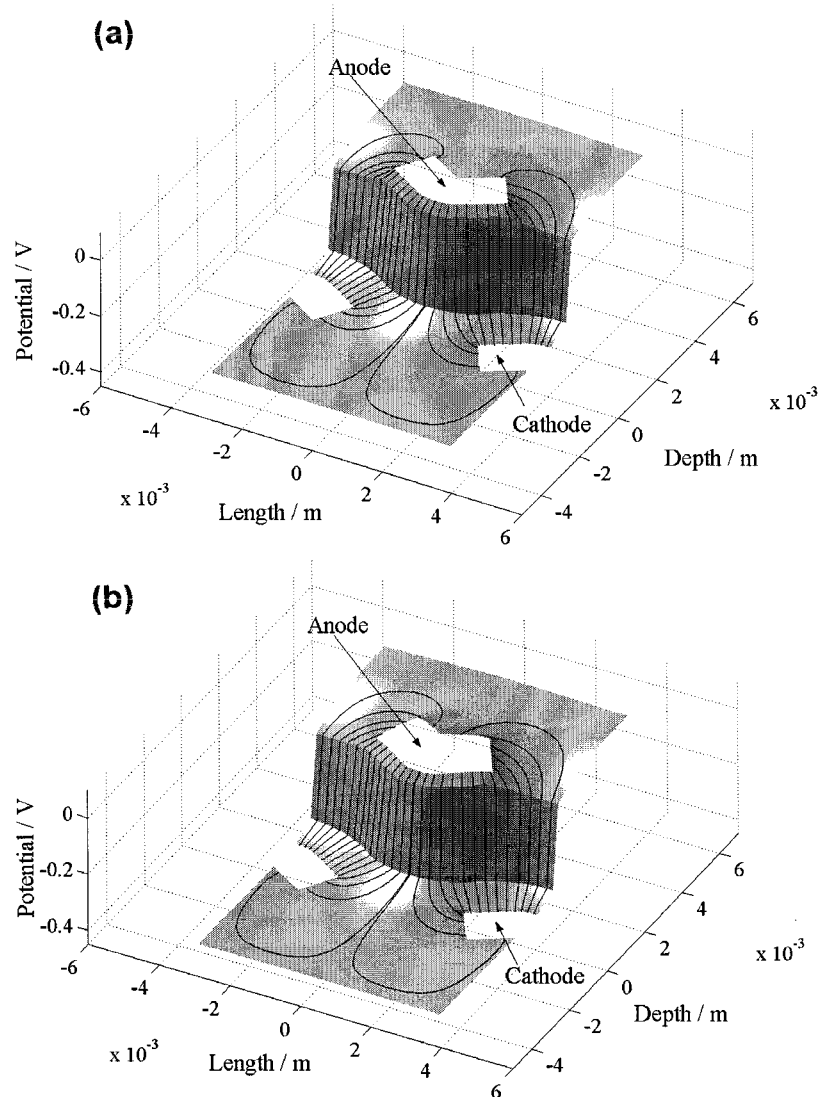 (a)
Anode
Potential / V
0
-0.2
-0.4
-6
-4
-2
0
2
4
6
x 10-3
Length / m
Cathode
-4
-2
0
2
4
6
x 10-3
Depth / m
(b)
Anode
Potential / V
0
-0.2
-0.4
-6
-4
-2
0
2
4
6
x 10-3
Length / m
Cathode
-4
-2
0
2
4
6
x 10-3
Depth / m